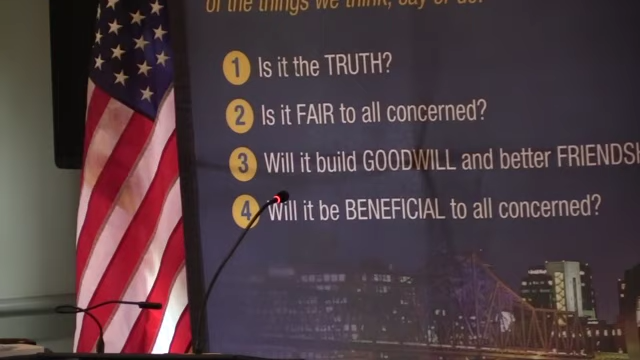 of the things we think, say or do.
1 Is it the TRUTH?
2 Is it FAIR to all concerned?
3 Will it build GOODWILL and better FRIENDSH
4 Will it be BENEFICIAL to all concerned?